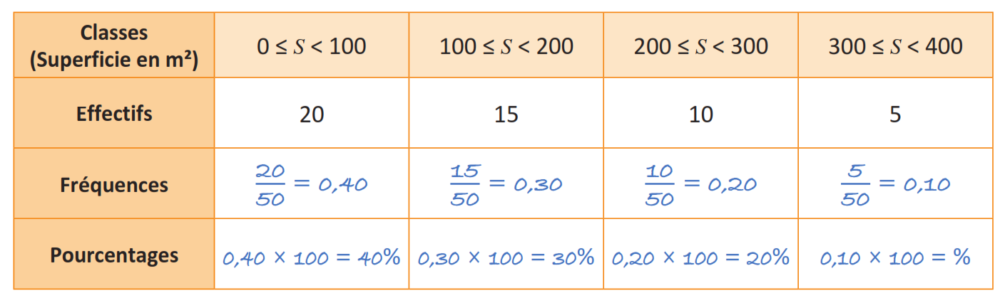 Classes
(Superficie en m²)
0 ≤ S < 100
100 ≤ S < 200
200 ≤ S < 300
300 ≤ S < 400
Effectifs
20
15
10
5
Fréquences
20/50 = 0,40
15/50 = 0,30
10/50 = 0,20
5/50 = 0,10
Pourcentages
0,40 × 100 = 40%
0,30 × 100 = 30%
0,20 × 100 = 20%
0,10 × 100 = %